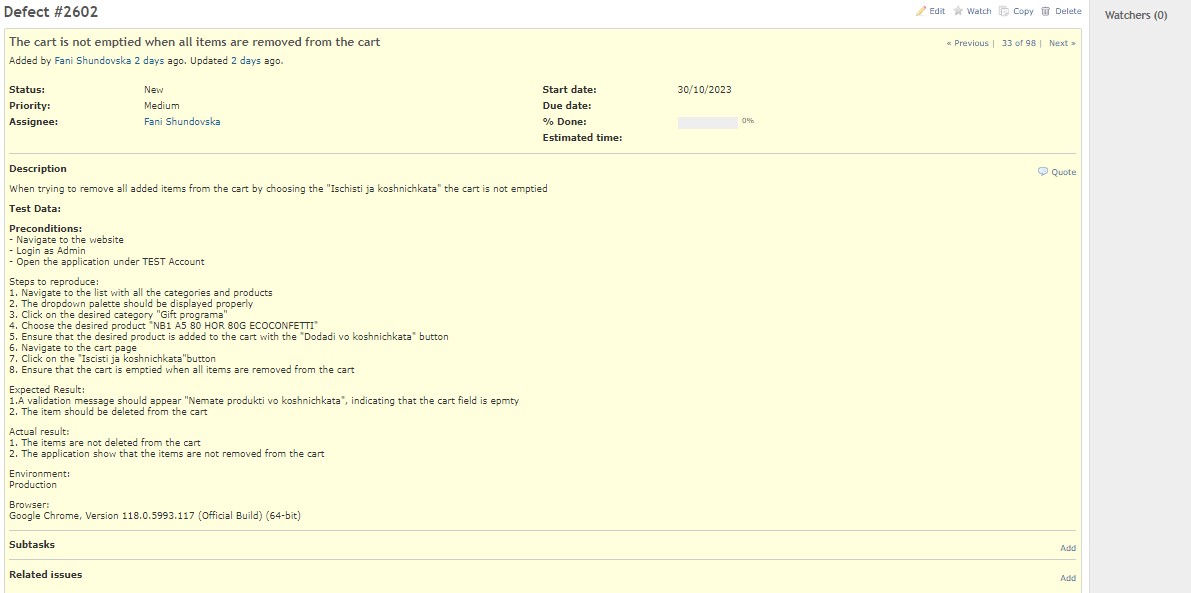 Defect #2602
Edit Watch Copy Delete
Watchers (0)
The cart is not emptied when all items are removed from the cart
« Previous | 33 of 98 | Next »
Added by Fani Shundovska 2 days ago. Updated 2 days ago.
Status: New Start date: 30/10/2023
Priority: Medium Due date:
Assignee: Fani Shundovska % Done: 0%
Estimated time:
Description
Quote
When trying to remove all added items from the cart by choosing the "Ischisti ja koshnichkata" the cart is not emptied
Test Data:
Preconditions:
- Navigate to the website
- Login as Admin
- Open the application under TEST Account
Steps to reproduce:
1. Navigate to the list with all the categories and products
2. The dropdown palette should be displayed properly
3. Click on the desired category "Gift programa"
4. Choose the desired product "NB1 A5 80 HOR 80G ECOCONFETTI"
5. Ensure that the desired product is added to the cart with the "Dodadi vo koshnichkata" button
6. Navigate to the cart page
7. Click on the "Iscisti ja koshnichkata"button
8. Ensure that the cart is emptied when all items are removed from the cart
Expected Result:
1.A validation message should appear "Nemate produkti vo koshnichkata", indicating that the cart field is epmty
2. The item should be deleted from the cart
Actual result:
1. The items are not deleted from the cart
2. The application show that the items are not removed from the cart
Environment:
Production
Browser:
Google Chrome, Version 118.0.5993.117 (Official Build) (64-bit)
Subtasks
Add
Related issues
Add